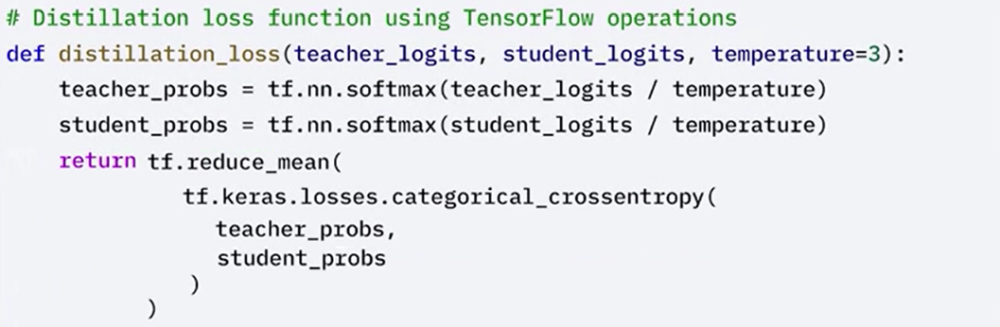 # Distillation loss function using TensorFlow operations
def distillation_loss(teacher_logits, student_logits, temperature=3):
    teacher_probs = tf.nn.softmax(teacher_logits / temperature)
    student_probs = tf.nn.softmax(student_logits / temperature)
    return tf.reduce_mean(
              tf.keras.losses.categorical_crossentropy(
                 teacher_probs,
                 student_probs
               )
           )